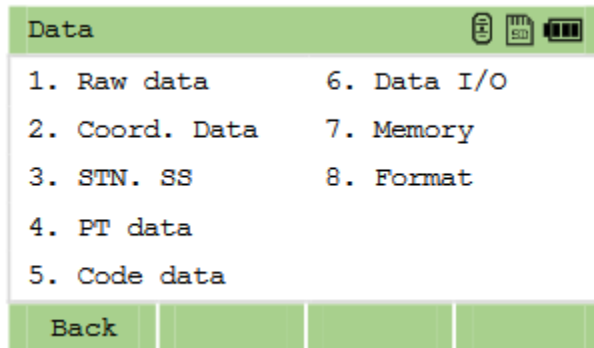 Data
1. Raw data
2. Coord. Data
3. STN. SS
4. PT data
5. Code data
6. Data I/O
7. Memory
8. Format
Back